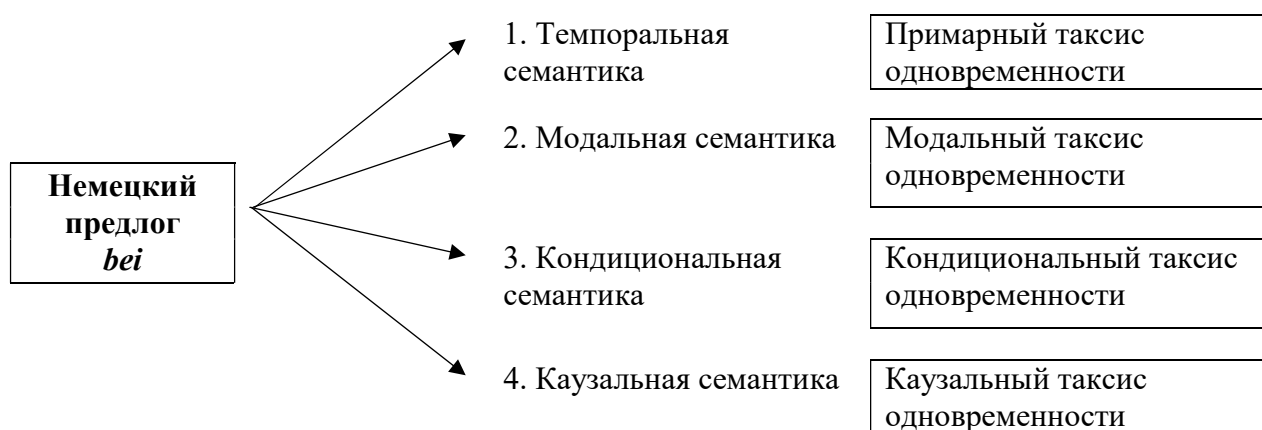 Немецкий
предлог
bei
1. Темпоральная
семантика
Примарный таксис
одновременности
2. Модальная семантика
Модальный таксис
одновременности
3. Кондициональная
семантика
Кондициональный таксис
одновременности
4. Каузальная семантика
Каузальный таксис
одновременности